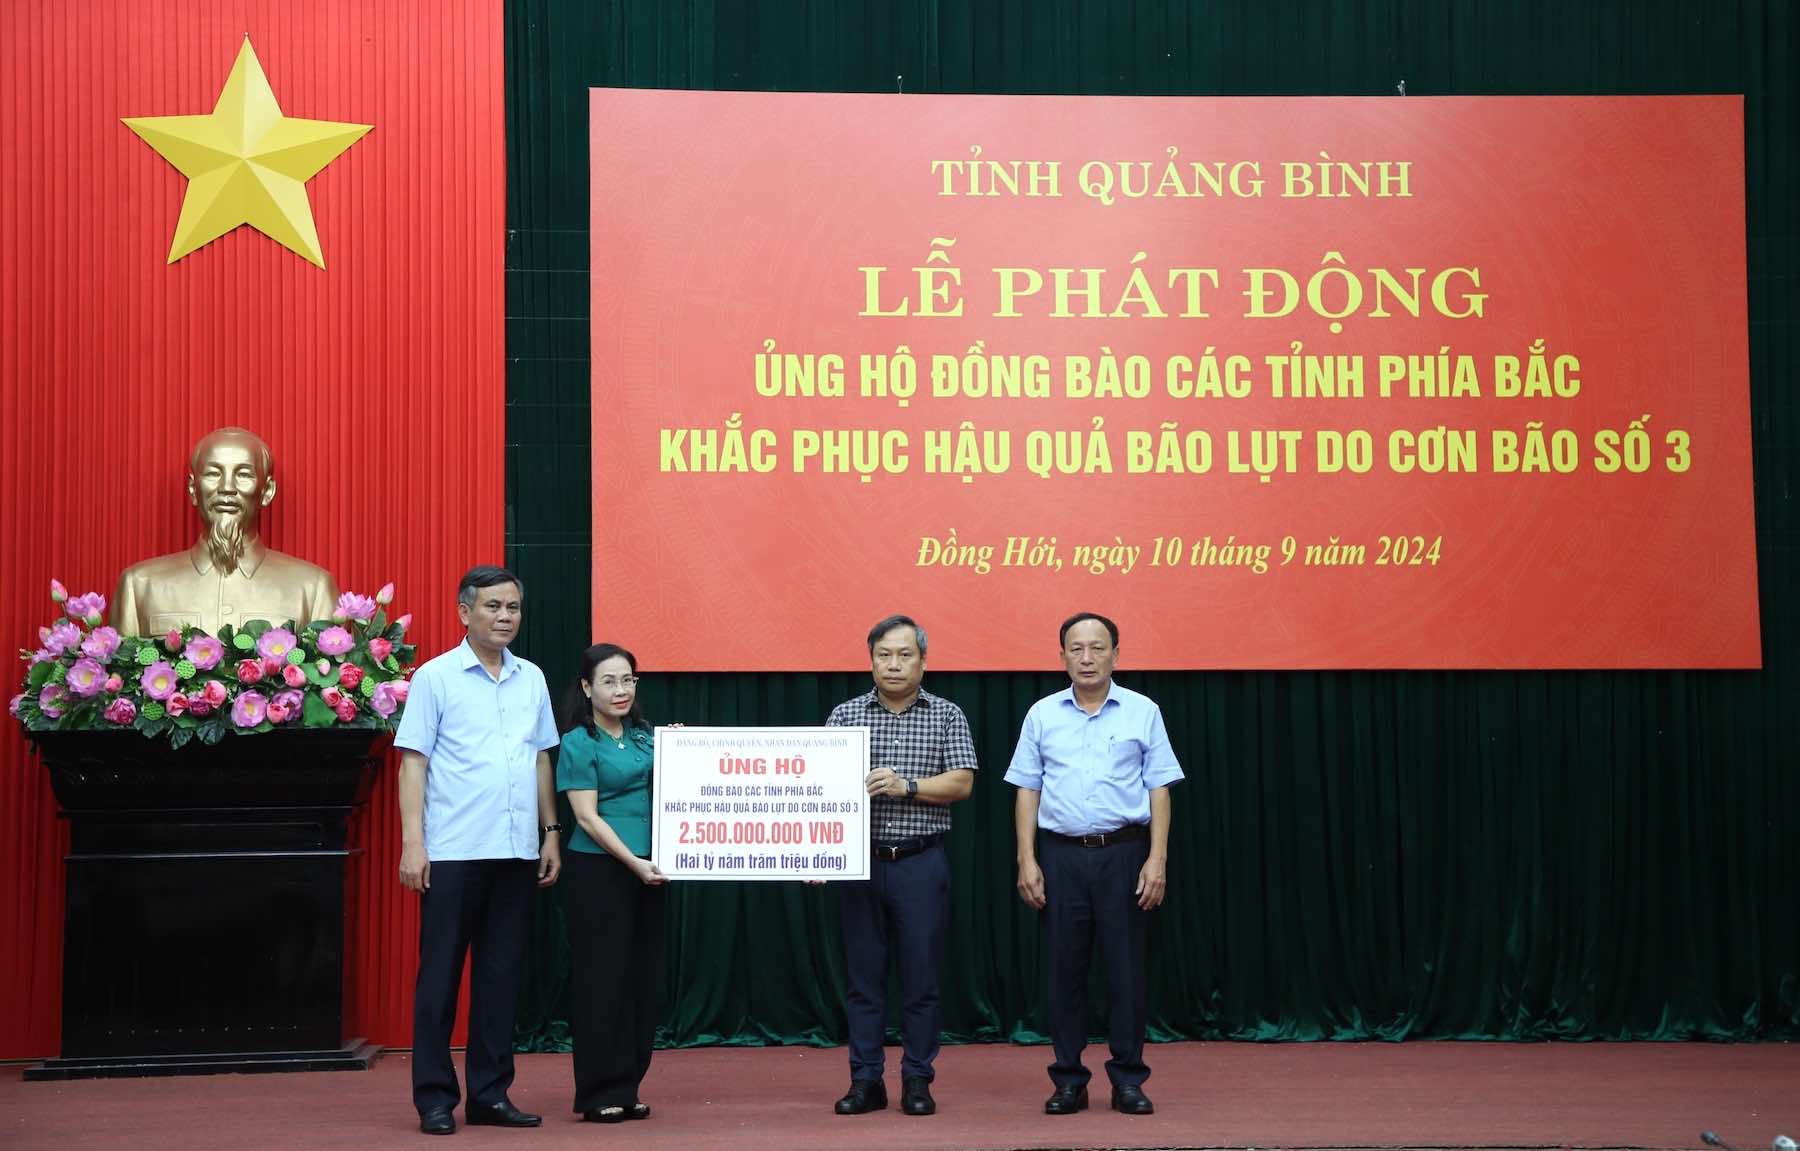 TỈNH QUẢNG BÌNH
LỄ PHÁT ĐỘNG
ỦNG HỘ ĐỒNG BÀO CÁC TỈNH PHÍA BẮC
KHẮC PHỤC HẬU QUẢ BÃO LỤT DO CƠN BÃO SỐ 3
Đồng Hới, ngày 10 tháng 9 năm 2024
ĐẢNG BỘ, CHÍNH QUYỀN, NHÂN DÂN QUẢNG BÌNH
ỦNG HỘ
ĐỒNG BÀO CÁC TỈNH PHÍA BẮC
KHẮC PHỤC HẬU QUẢ BÃO LỤT DO CƠN BÃO SỐ 3
2.500.000.000 VNĐ
(Hai tỷ năm trăm triệu đồng)